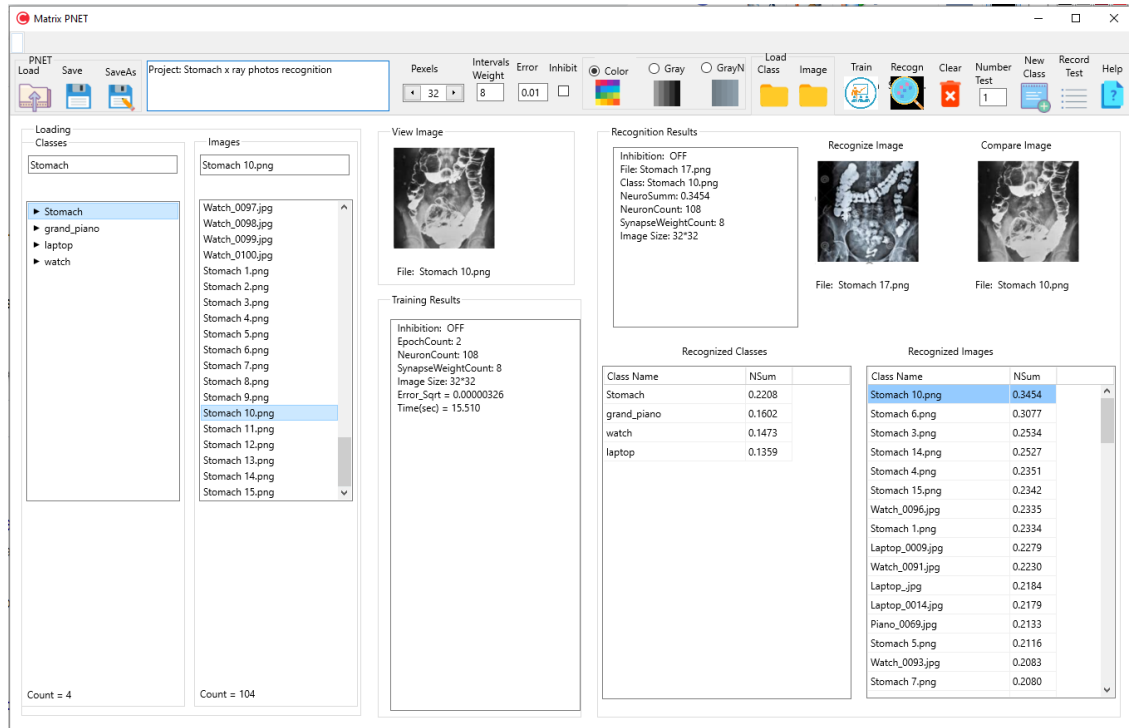 Matrix PNET
PNET
Load Save SaveAs
Project: Stomach x ray photos recognition
Pexels
32
Intervals
Weight
8
Error
0.01
Inhibit
Color
Gray
GrayN
Load
Class Image
Train
Recogn
Clear
Number
Test
1
New
Class
Record
Test
Help
Loading
Classes
Stomach
Stomach
grand_piano
laptop
watch
Count = 4
Images
Stomach 10.png
Watch_0097.jpg
Watch_0098.jpg
Watch_0099.jpg
Watch_0100.jpg
Stomach 1.png
Stomach 2.png
Stomach 3.png
Stomach 4.png
Stomach 5.png
Stomach 6.png
Stomach 7.png
Stomach 8.png
Stomach 9.png
Stomach 10.png
Stomach 11.png
Stomach 12.png
Stomach 13.png
Stomach 14.png
Stomach 15.png
Count = 104
View Image
File: Stomach 10.png
Training Results
Inhibition: OFF
EpochCount: 2
NeuronCount: 108
SynapseWeightCount: 8
Image Size: 32*32
Error_Sqrt = 0.00000326
Time(sec) = 15.510
Recognition Results
Inhibition: OFF
File: Stomach 17.png
Class: Stomach 10.png
NeuroSumm: 0.3454
NeuronCount: 108
SynapseWeightCount: 8
Image Size: 32*32
Recognize Image
File: Stomach 17.png
Compare Image
File: Stomach 10.png
Recognized Classes
Class Name NSum
Stomach 0.2208
grand_piano 0.1602
watch 0.1473
laptop 0.1359
Recognized Images
Class Name NSum
Stomach 10.png 0.3454
Stomach 6.png 0.3077
Stomach 3.png 0.2534
Stomach 14.png 0.2527
Stomach 4.png 0.2351
Stomach 15.png 0.2342
Watch_0096.jpg 0.2335
Stomach 1.png 0.2334
Laptop_0009.jpg 0.2279
Watch_0091.jpg 0.2230
Laptop_.jpg 0.2184
Laptop_0014.jpg 0.2179
Piano_0069.jpg 0.2133
Stomach 5.png 0.2116
Watch_0093.jpg 0.2083
Stomach 7.png 0.2080